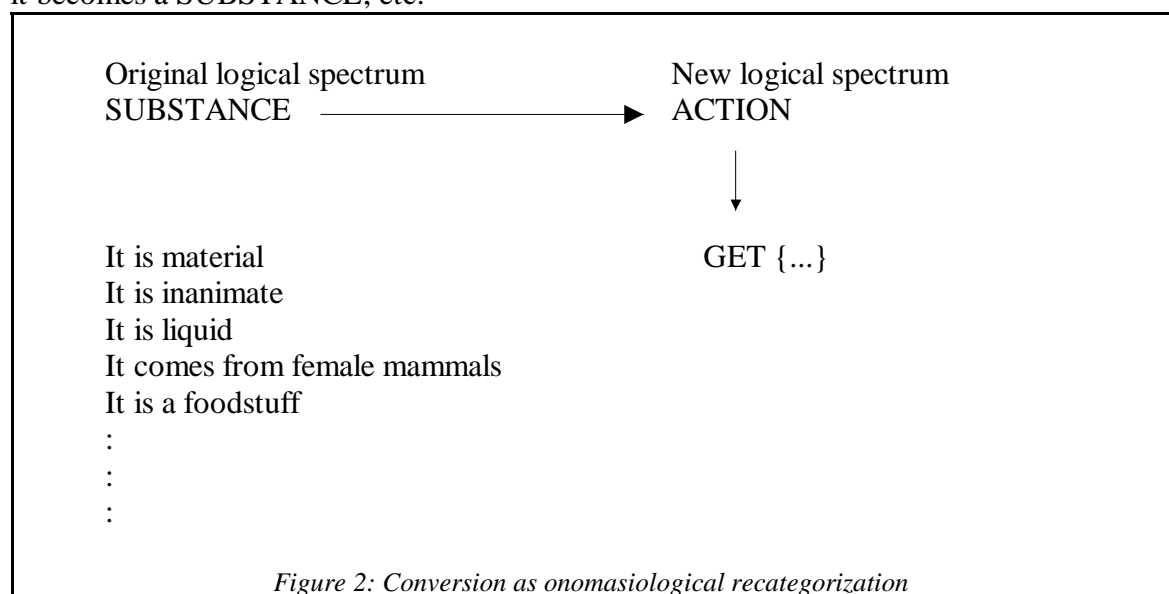 it becomes a SUBSTANCE, etc.
Original logical spectrum New logical spectrum
SUBSTANCE ACTION
It is material GET {...}
It is inanimate
It is liquid
It comes from female mammals
It is a foodstuff
:
:
:
Figure 2: Conversion as onomasiological recategorization